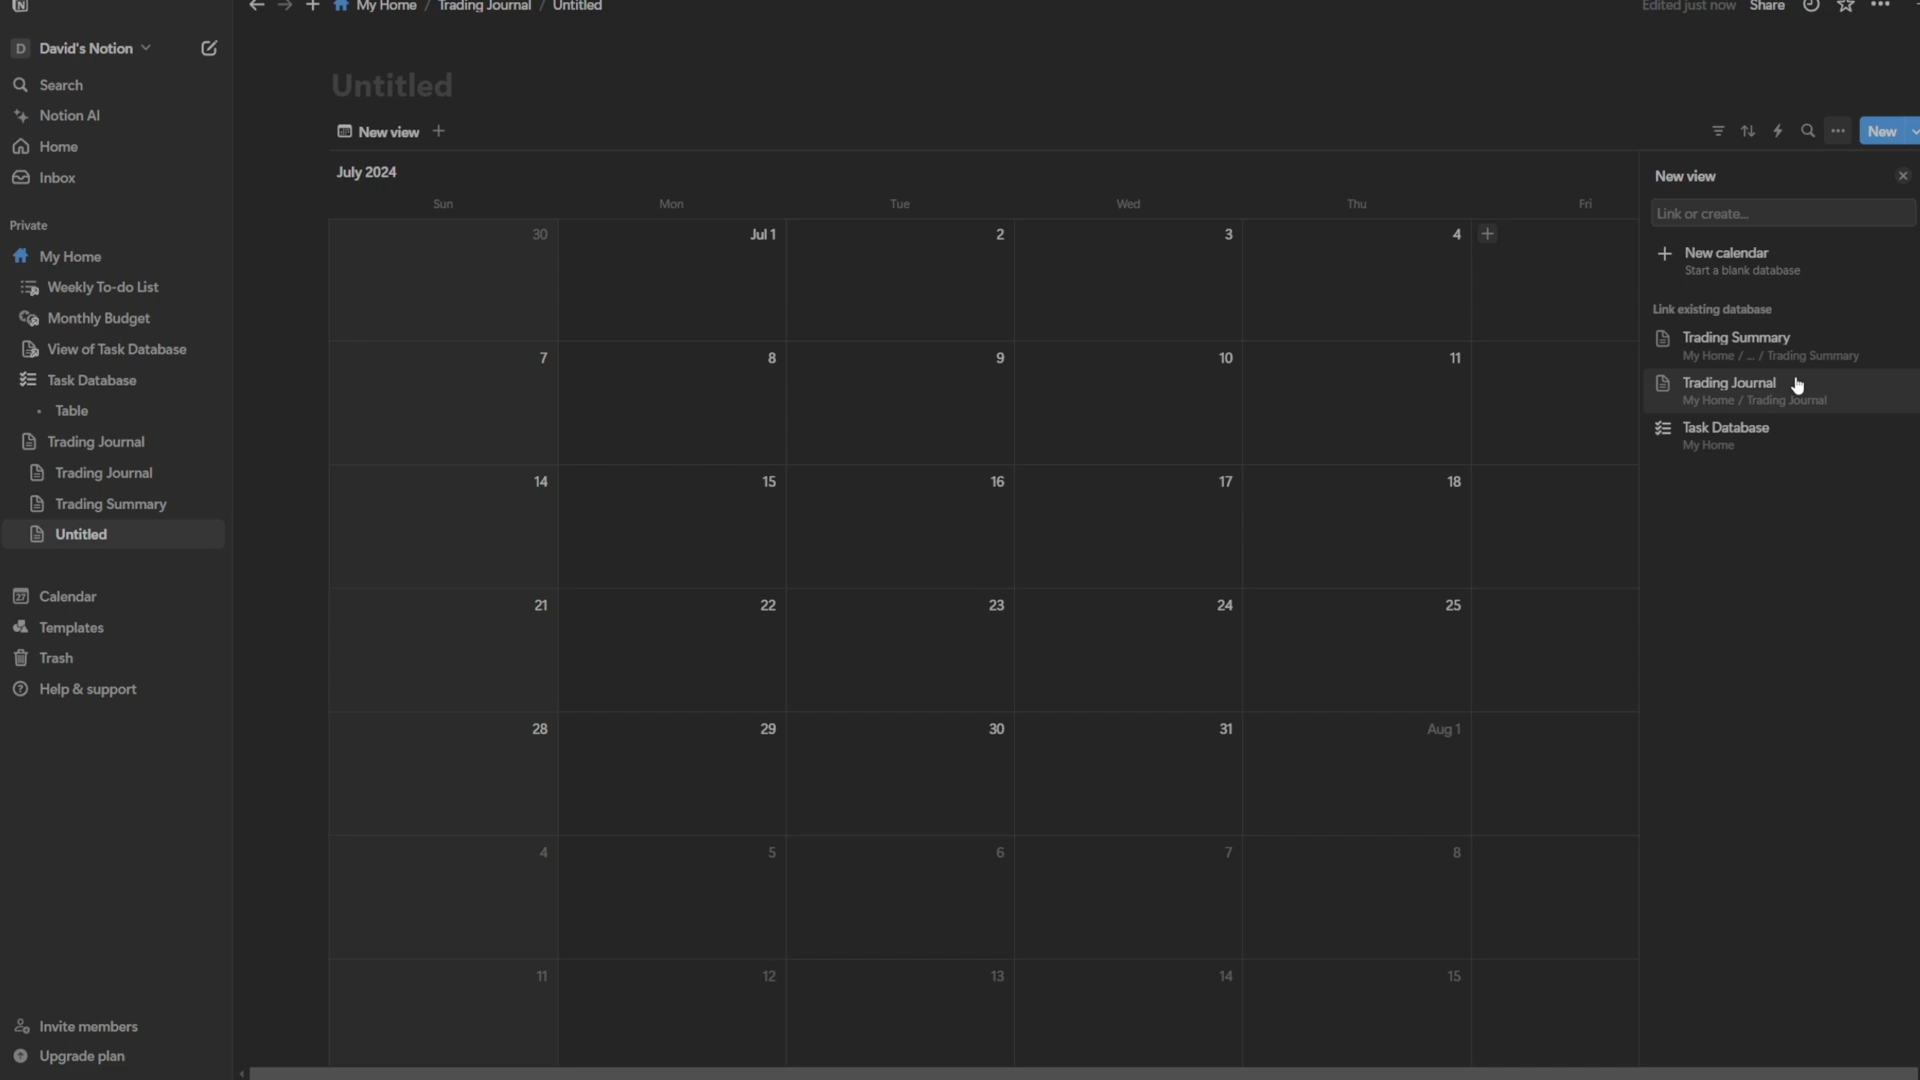 My Home / Trading Journal / Untitled
Edited just now Share
D David's Notion
Search
Notion AI
Home
Inbox
Private
My Home
Weekly To-do List
Monthly Budget
View of Task Database
Task Database
Table
Trading Journal
Trading Journal
Trading Summary
Untitled
27 Calendar
Templates
Trash
Help & support
Invite members
Upgrade plan
Untitled
New view
New
July 2024
Sun Mon Tue Wed Thu Fri
30 Jul 1 2 3 4
7 8 9 10 11
14 15 16 17 18
21 22 23 24 25
28 29 30 31 Aug 1
4 5 6 7 8
11 12 13 14 15
New view
Link or create...
New calendar
Start a blank database
Link existing database
Trading Summary
My Home / ... / Trading Summary
Trading Journal
My Home / Trading Journal
Task Database
My Home